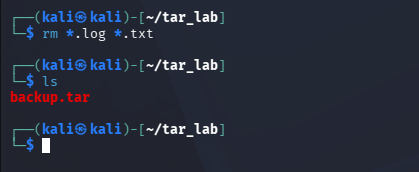 ┌──(kali㉿kali)-[~/tar_lab]
└─$ rm *.log *.txt
┌──(kali㉿kali)-[~/tar_lab]
└─$ ls
backup.tar
┌──(kali㉿kali)-[~/tar_lab]
└─$